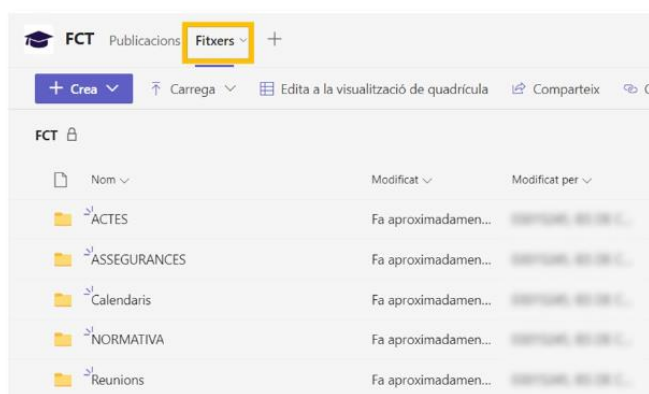 FCT Publicacions Fitxers
Crea Carrega Edita a la visualització de quadrícula Comparteix
FCT
Nom Modificat Modificat per
ACTES Fa aproximadamen...
ASSEGURANCES Fa aproximadamen...
Calendaris Fa aproximadamen...
NORMATIVA Fa aproximadamen...
Reunions Fa aproximadamen...